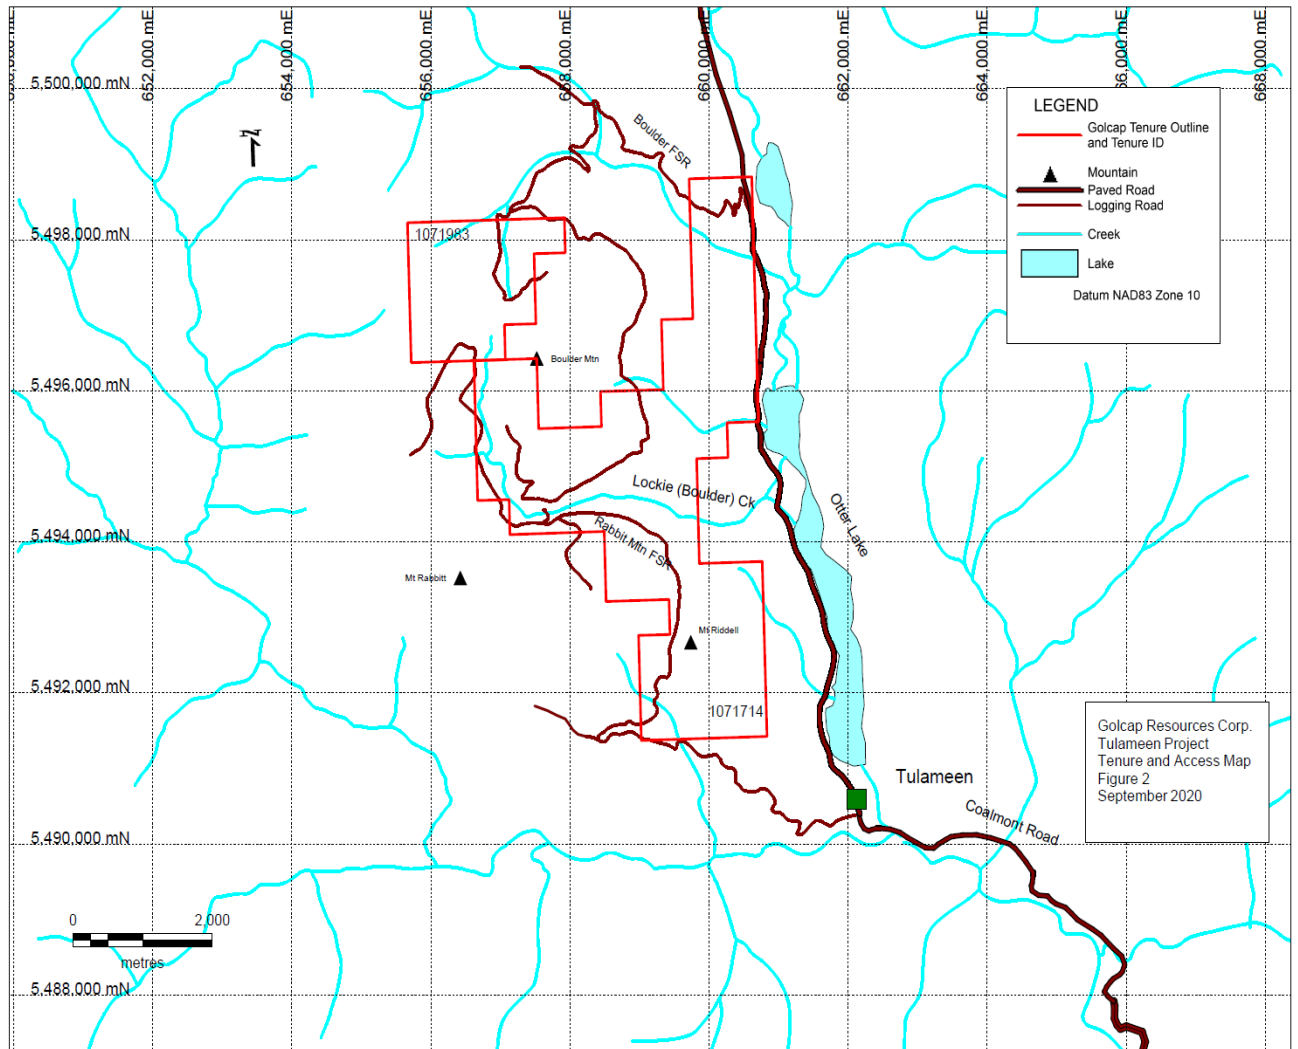 652,000 mE
654,000 mE
656,000 mE
658,000 mE
660,000 mE
662,000 mE
664,000 mE
666,000 mE
668,000 mE
5,500,000 mN
5,498,000 mN
5,496,000 mN
5,494,000 mN
5,492,000 mN
5,490,000 mN
5,488,000 mN
N
Boulder FSR
1071983
Boulder Mtn
Lockie (Boulder) Ck
Rabbit Mtn FSR
Otter Lake
Mt Rabbitt
Mt Riddell
1071714
Tulameen
Coalmont Road
LEGEND
Golcap Tenure Outline
and Tenure ID
Mountain
Paved Road
Logging Road
Creek
Lake
Datum NAD83 Zone 10
Golcap Resources Corp.
Tulameen Project
Tenure and Access Map
Figure 2
September 2020
0 2,000
metres